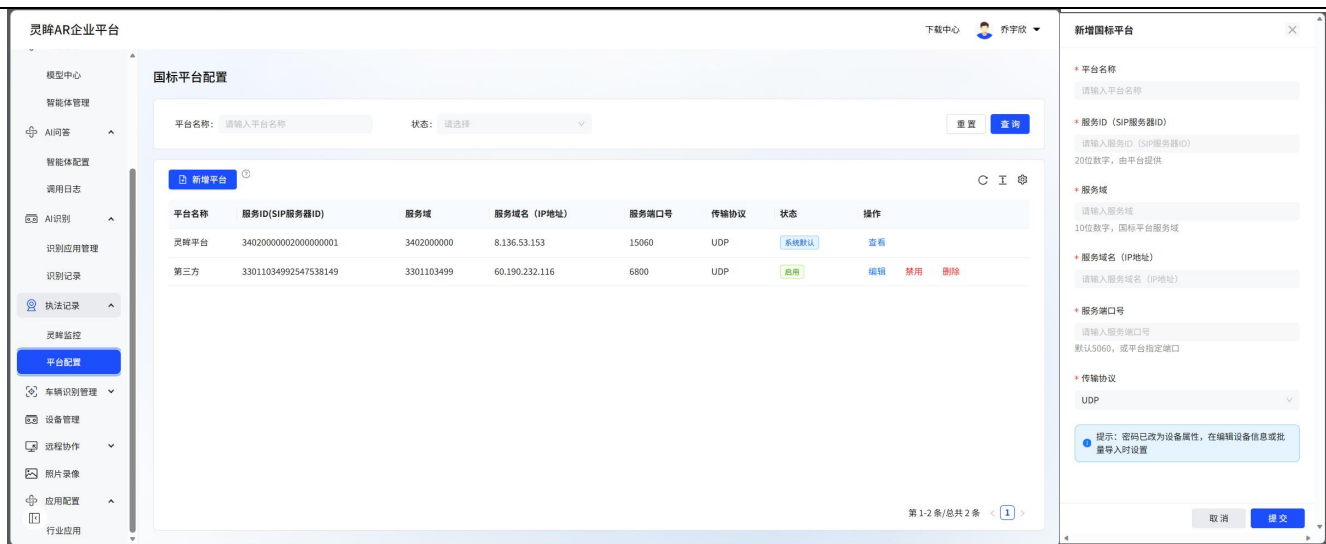 灵眸AR企业平台
下载中心 乔宇欣
模型中心
智能体管理
AI问答
智能体配置
调用日志
AI识别
识别应用管理
识别记录
执法记录
灵眸监控
平台配置
车辆识别管理
设备管理
远程协作
照片录像
应用配置
行业应用
国标平台配置
平台名称: 请输入平台名称 状态: 请选择 重置 查询
新增平台
平台名称 服务ID(SIP服务器ID) 服务域 服务域名（IP地址） 服务端口号 传输协议 状态 操作
灵眸平台 34020000002000000001 3402000000 8.136.53.153 15060 UDP 系统默认 查看
第三方 33011034992547538149 3301103499 60.190.232.116 6800 UDP 启用 编辑 禁用 删除
第 1-2 条/总共 2 条 < 1 >
新增国标平台
* 平台名称
请输入平台名称
* 服务ID（SIP服务器ID）
请输入服务ID（SIP服务器ID）
20位数字，由平台提供
* 服务域
请输入服务域
10位数字，国标平台服务域
* 服务域名（IP地址）
请输入服务域名（IP地址）
* 服务端口号
请输入服务端口号
默认5060，或平台指定端口
* 传输协议
UDP
提示：密码已改为设备属性，在编辑设备信息或批
量导入时设置
取消 提交